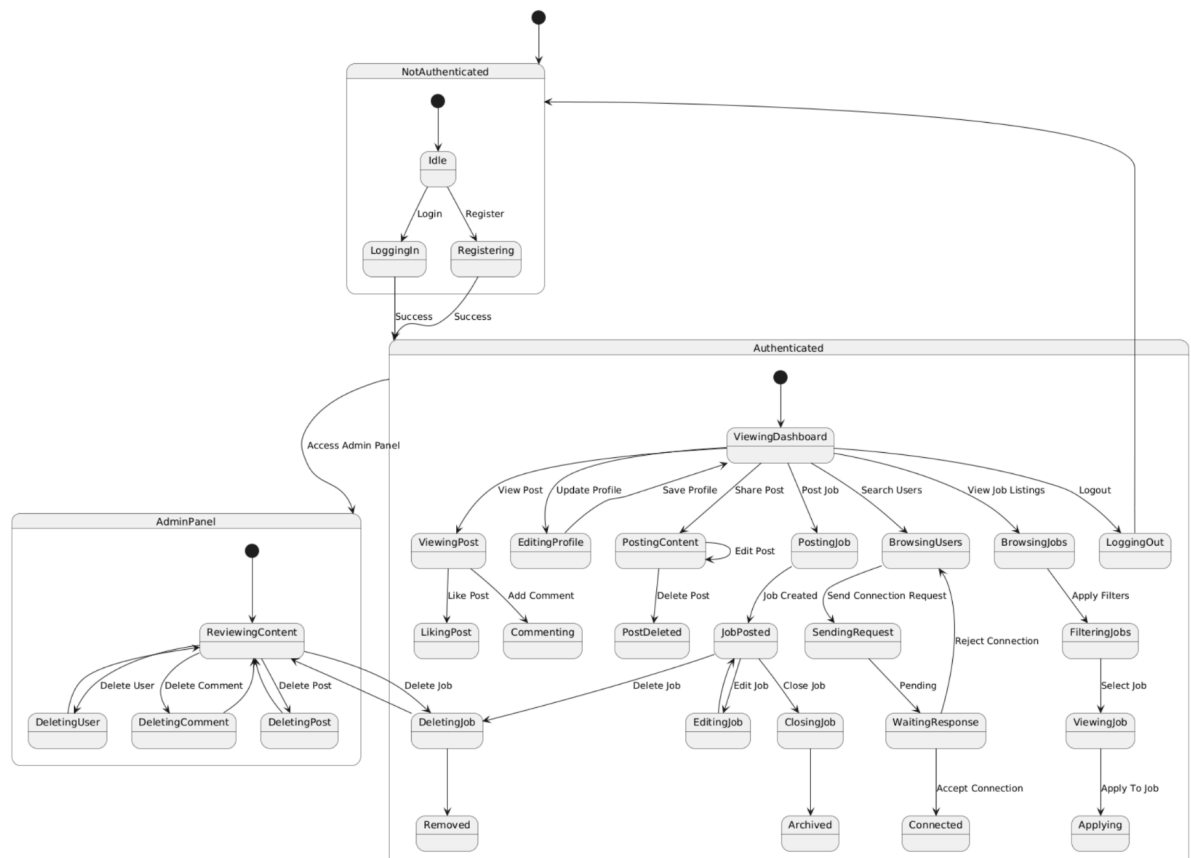 NotAuthenticated
Idle
Login
Register
LoggingIn
Registering
Success
Success
Authenticated
ViewingDashboard
Access Admin Panel
View Post
Update Profile
Save Profile
Share Post
Post Job
Search Users
View Job Listings
Logout
AdminPanel
ViewingPost
EditingProfile
PostingContent
Edit Post
PostingJob
BrowsingUsers
BrowsingJobs
LoggingOut
Like Post
Add Comment
Delete Post
Job Created
Send Connection Request
Apply Filters
ReviewingContent
LikingPost
Commenting
PostDeleted
JobPosted
SendingRequest
Reject Connection
FilteringJobs
Delete User
Delete Comment
Delete Post
Delete Job
Delete Job
Edit Job
Close Job
Pending
Select Job
DeletingUser
DeletingComment
DeletingPost
DeletingJob
EditingJob
ClosingJob
WaitingResponse
ViewingJob
Accept Connection
Apply To Job
Removed
Archived
Connected
Applying